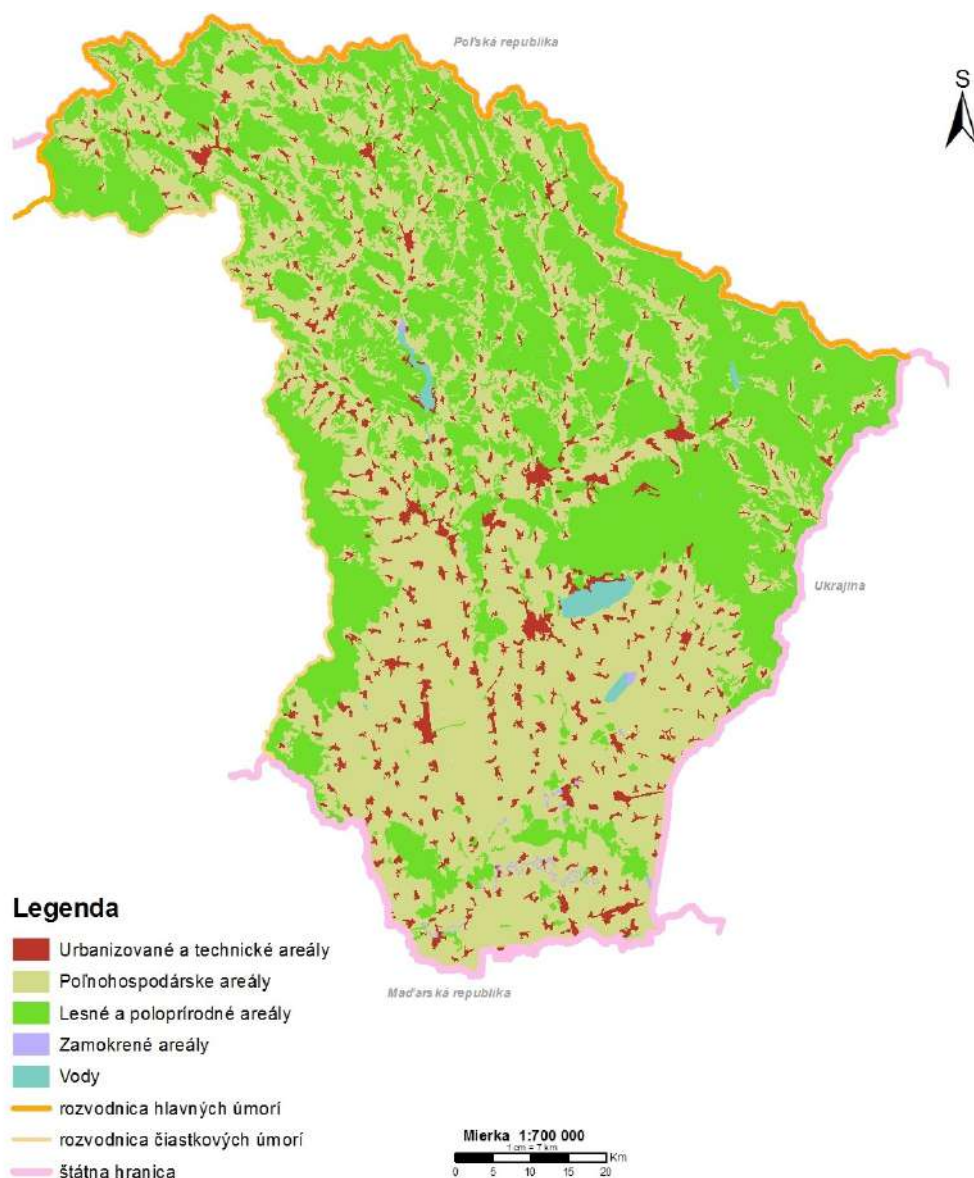 Poľská republika
S
Ukrajina
Legenda
Urbanizované a technické areály
Poľnohospodárske areály
Lesné a poloprírodné areály
Zamokrené areály
Vody
rozvodnica hlavných úmorí
rozvodnica čiastkových úmorí
štátna hranica
Maďarská republika
Mierka 1:700 000
1 cm = 7 km
Km
0 5 10 15 20